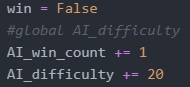 win = False
#global AI_difficulty
AI_win_count += 1
AI_difficulty += 20